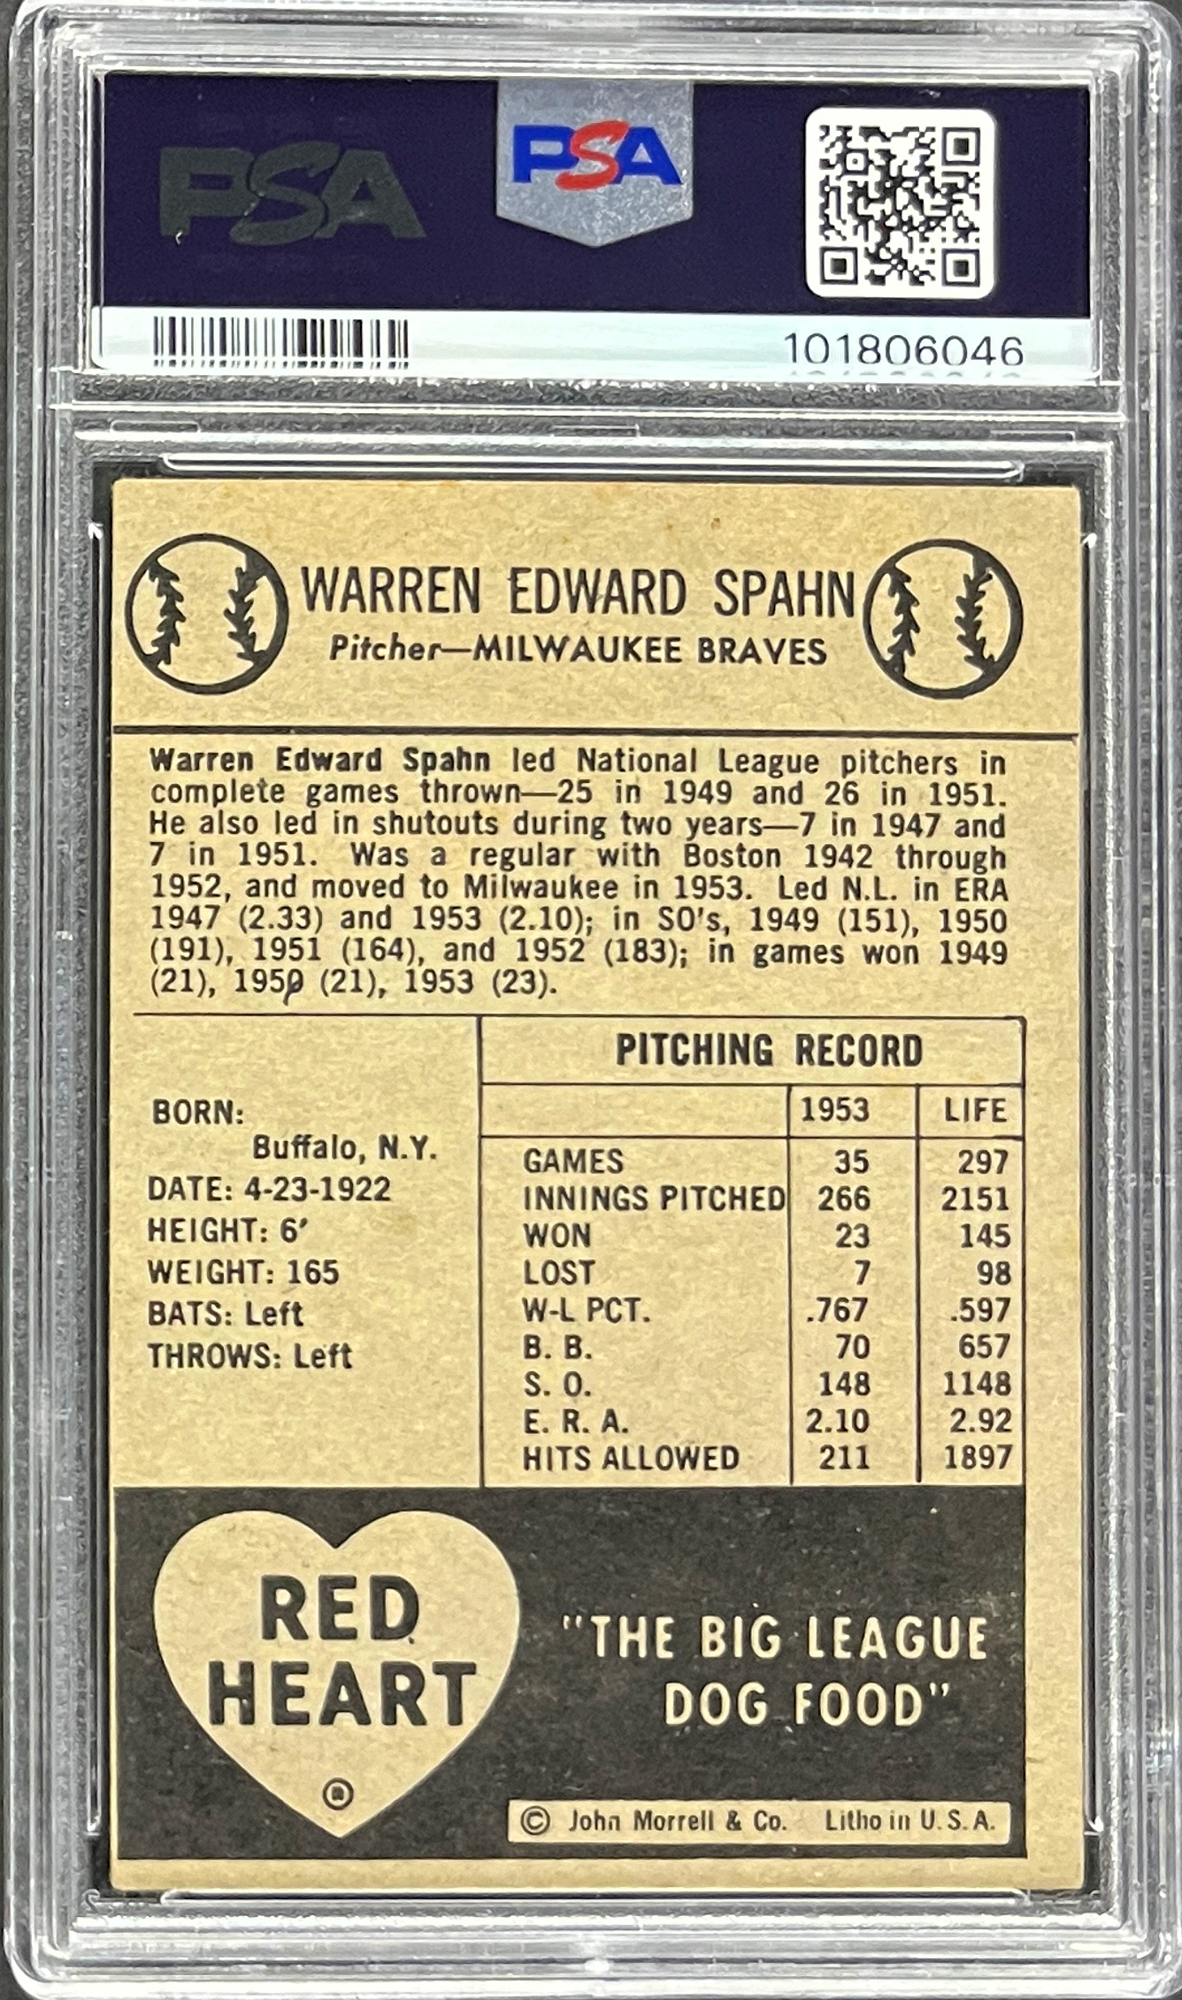 PSA
PSA
101806046
WARREN EDWARD SPAHN
Pitcher—MILWAUKEE BRAVES
Warren Edward Spahn led National League pitchers in
complete games thrown—25 in 1949 and 26 in 1951.
He also led in shutouts during two years—7 in 1947 and
7 in 1951. Was a regular with Boston 1942 through
1952, and moved to Milwaukee in 1953. Led N.L. in ERA
1947 (2.33) and 1953 (2.10); in SO's, 1949 (151), 1950
(191), 1951 (164), and 1952 (183); in games won 1949
(21), 1950 (21), 1953 (23).
BORN:
Buffalo, N.Y.
DATE: 4-23-1922
HEIGHT: 6'
WEIGHT: 165
BATS: Left
THROWS: Left
PITCHING RECORD
1953 LIFE
GAMES 35 297
INNINGS PITCHED 266 2151
WON 23 145
LOST 7 98
W-L PCT. .767 .597
B. B. 70 657
S. O. 148 1148
E. R. A. 2.10 2.92
HITS ALLOWED 211 1897
RED
HEART
®
"THE BIG LEAGUE
DOG FOOD"
© John Morrell & Co. Litho in U.S.A.